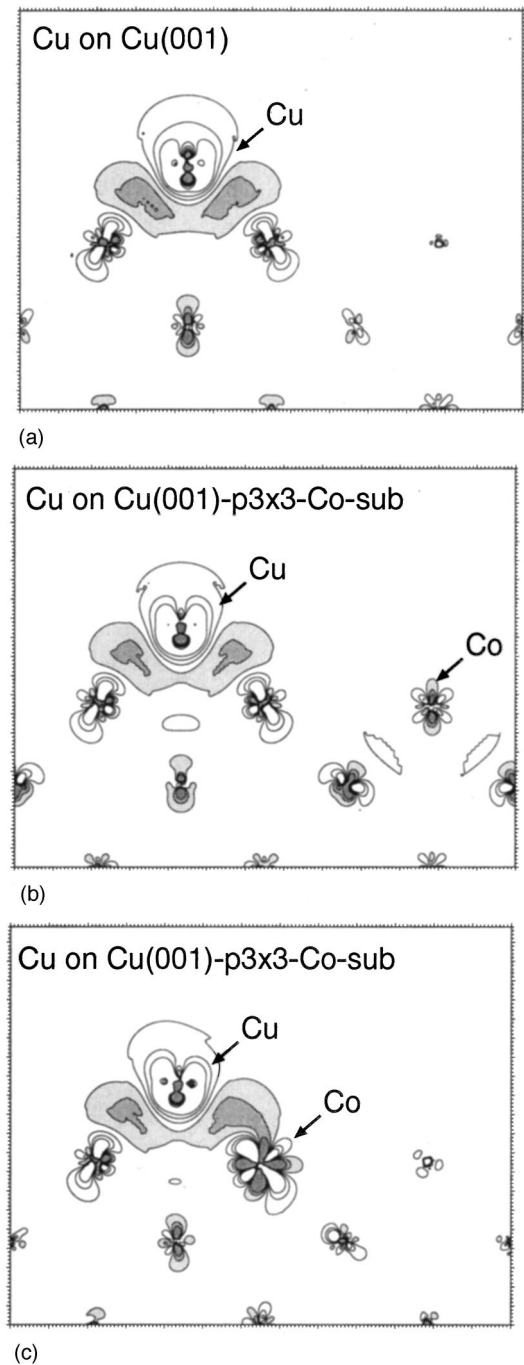 Cu on Cu(001)
Cu
(a)
Cu on Cu(001)-p3x3-Co-sub
Cu
Co
(b)
Cu on Cu(001)-p3x3-Co-sub
Cu
Co
(c)